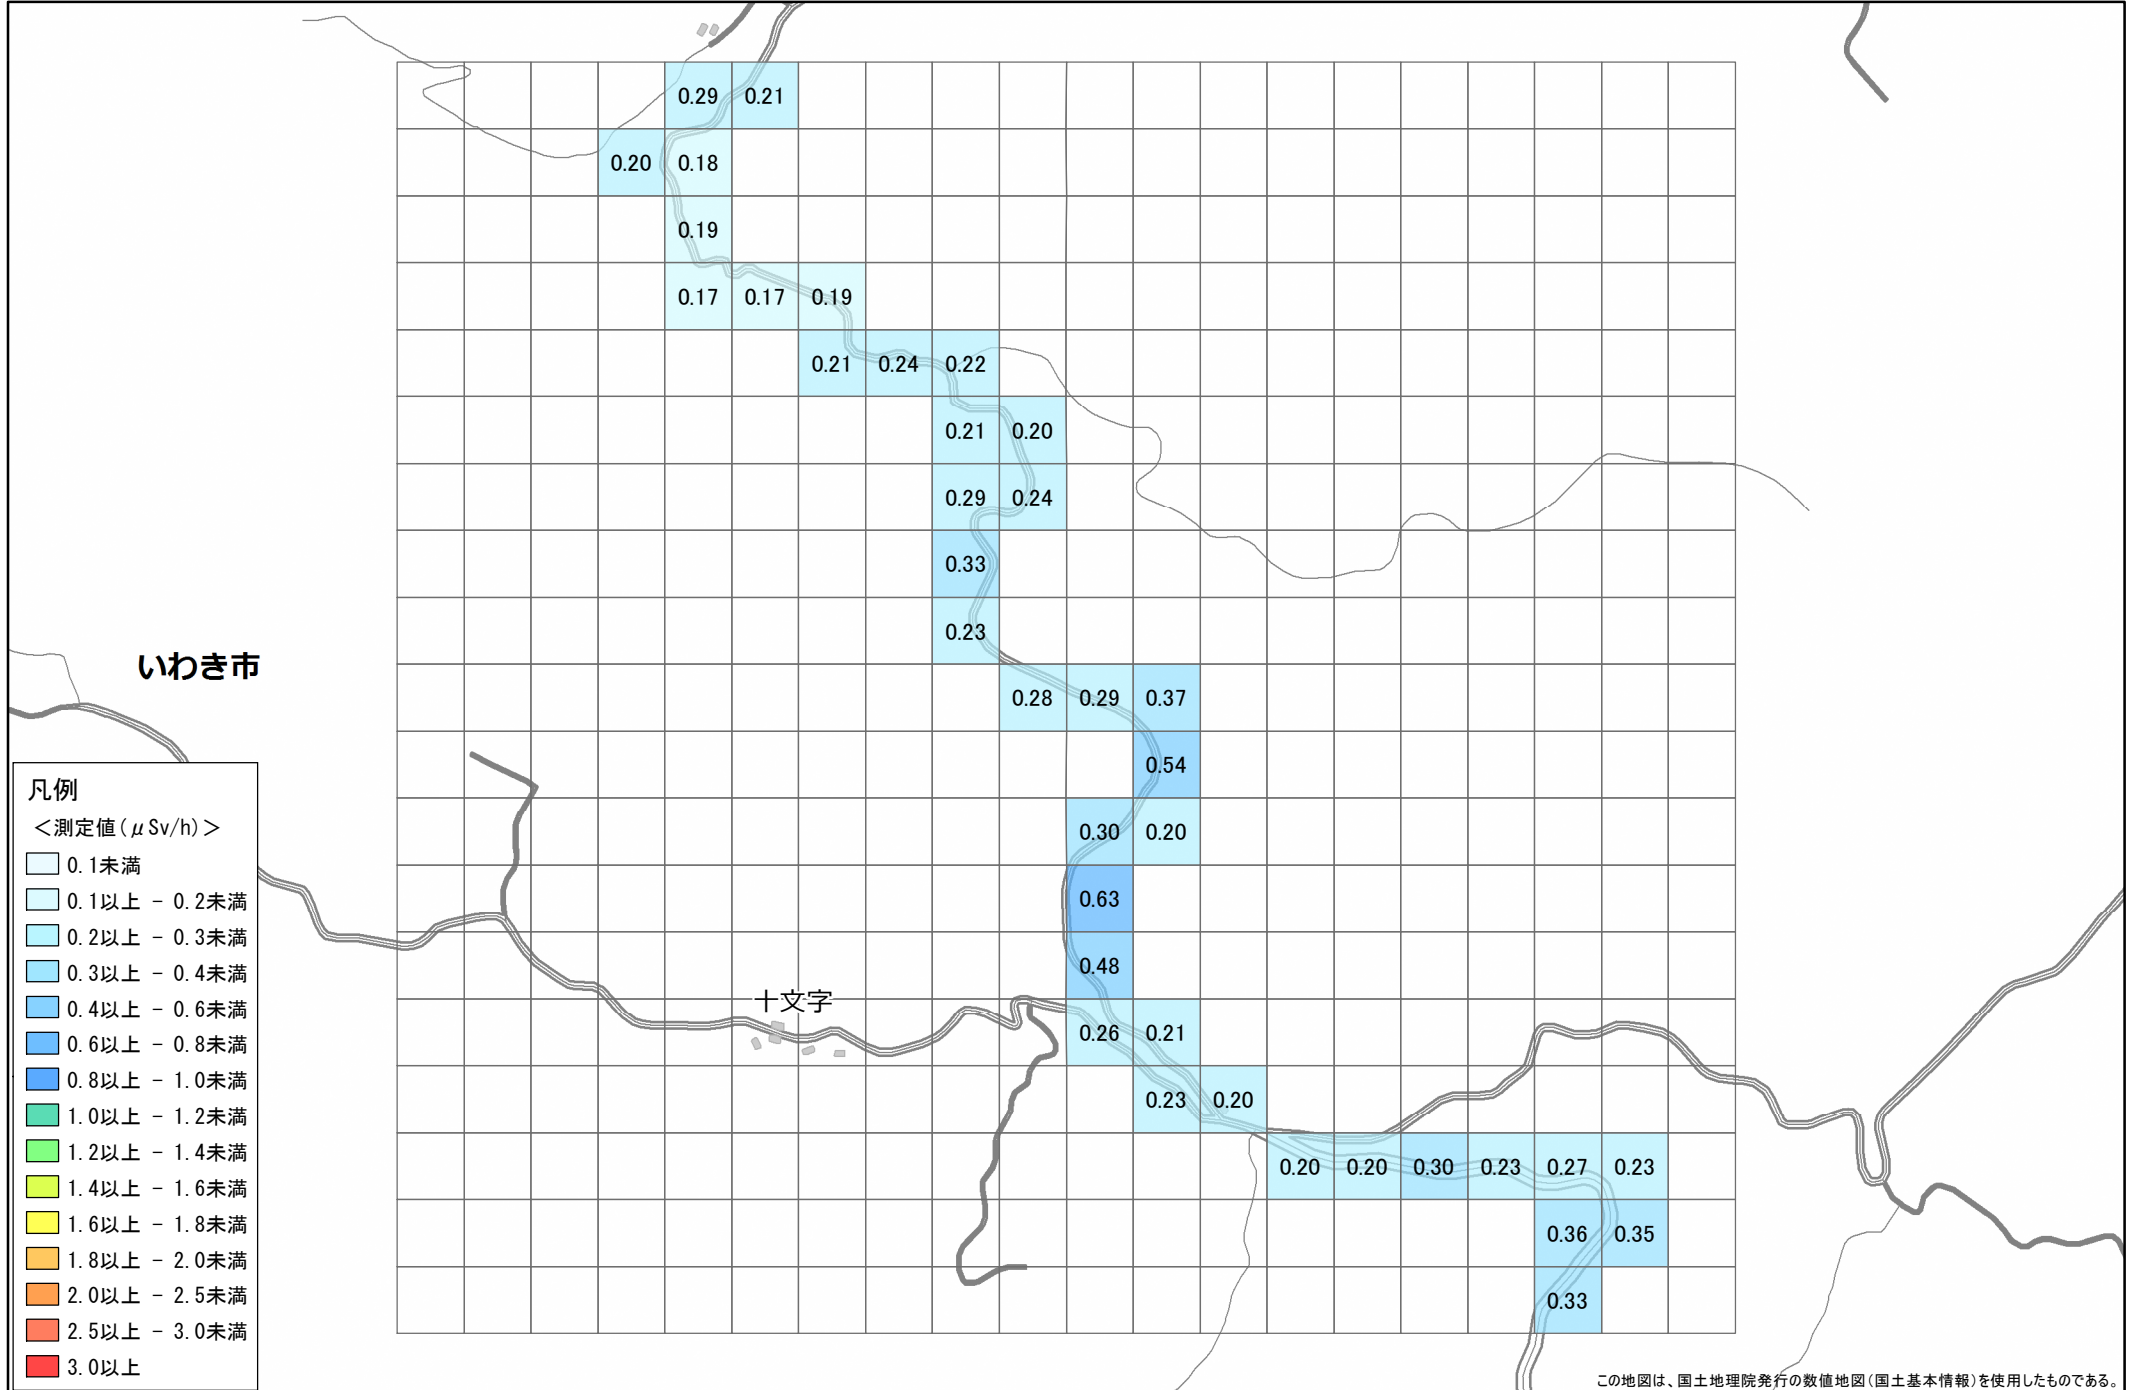 0.29 0.21
0.20 0.18
0.19
0.17 0.17 0.19
0.21 0.24 0.22
0.21 0.20
0.29 0.24
0.33
0.23
いわき市
0.28 0.29 0.37
0.54
0.30 0.20
0.63
0.48
十文字
0.26 0.21
0.23 0.20
0.20 0.20 0.30 0.23 0.27 0.23
0.36 0.35
0.33
凡例
＜測定値(μSv/h)＞
0.1未満
0.1以上 - 0.2未満
0.2以上 - 0.3未満
0.3以上 - 0.4未満
0.4以上 - 0.6未満
0.6以上 - 0.8未満
0.8以上 - 1.0未満
1.0以上 - 1.2未満
1.2以上 - 1.4未満
1.4以上 - 1.6未満
1.6以上 - 1.8未満
1.8以上 - 2.0未満
2.0以上 - 2.5未満
2.5以上 - 3.0未満
3.0以上
この地図は、国土地理院発行の数値地図(国土基本情報)を使用したものである。